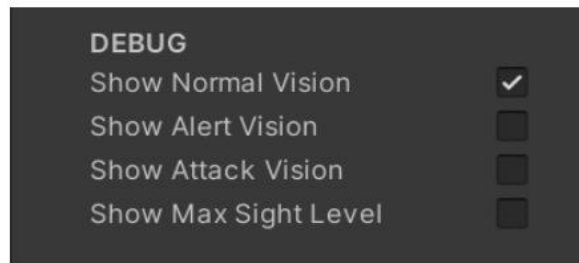 DEBUG
Show Normal Vision
Show Alert Vision
Show Attack Vision
Show Max Sight Level